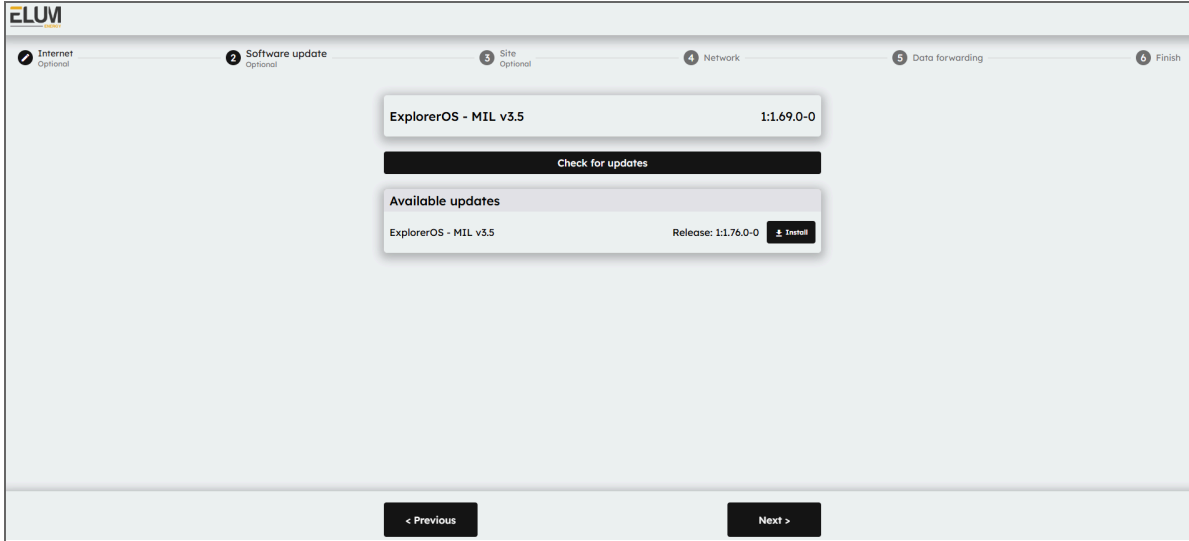 ELUM
ENERGY
Internet
Optional
2 Software update
Optional
3 Site
Optional
4 Network
5 Data forwarding
6 Finish
ExplorerOS - MIL v3.5 1:1.69.0-0
Check for updates
Available updates
ExplorerOS - MIL v3.5 Release: 1:1.76.0-0 Install
< Previous Next >